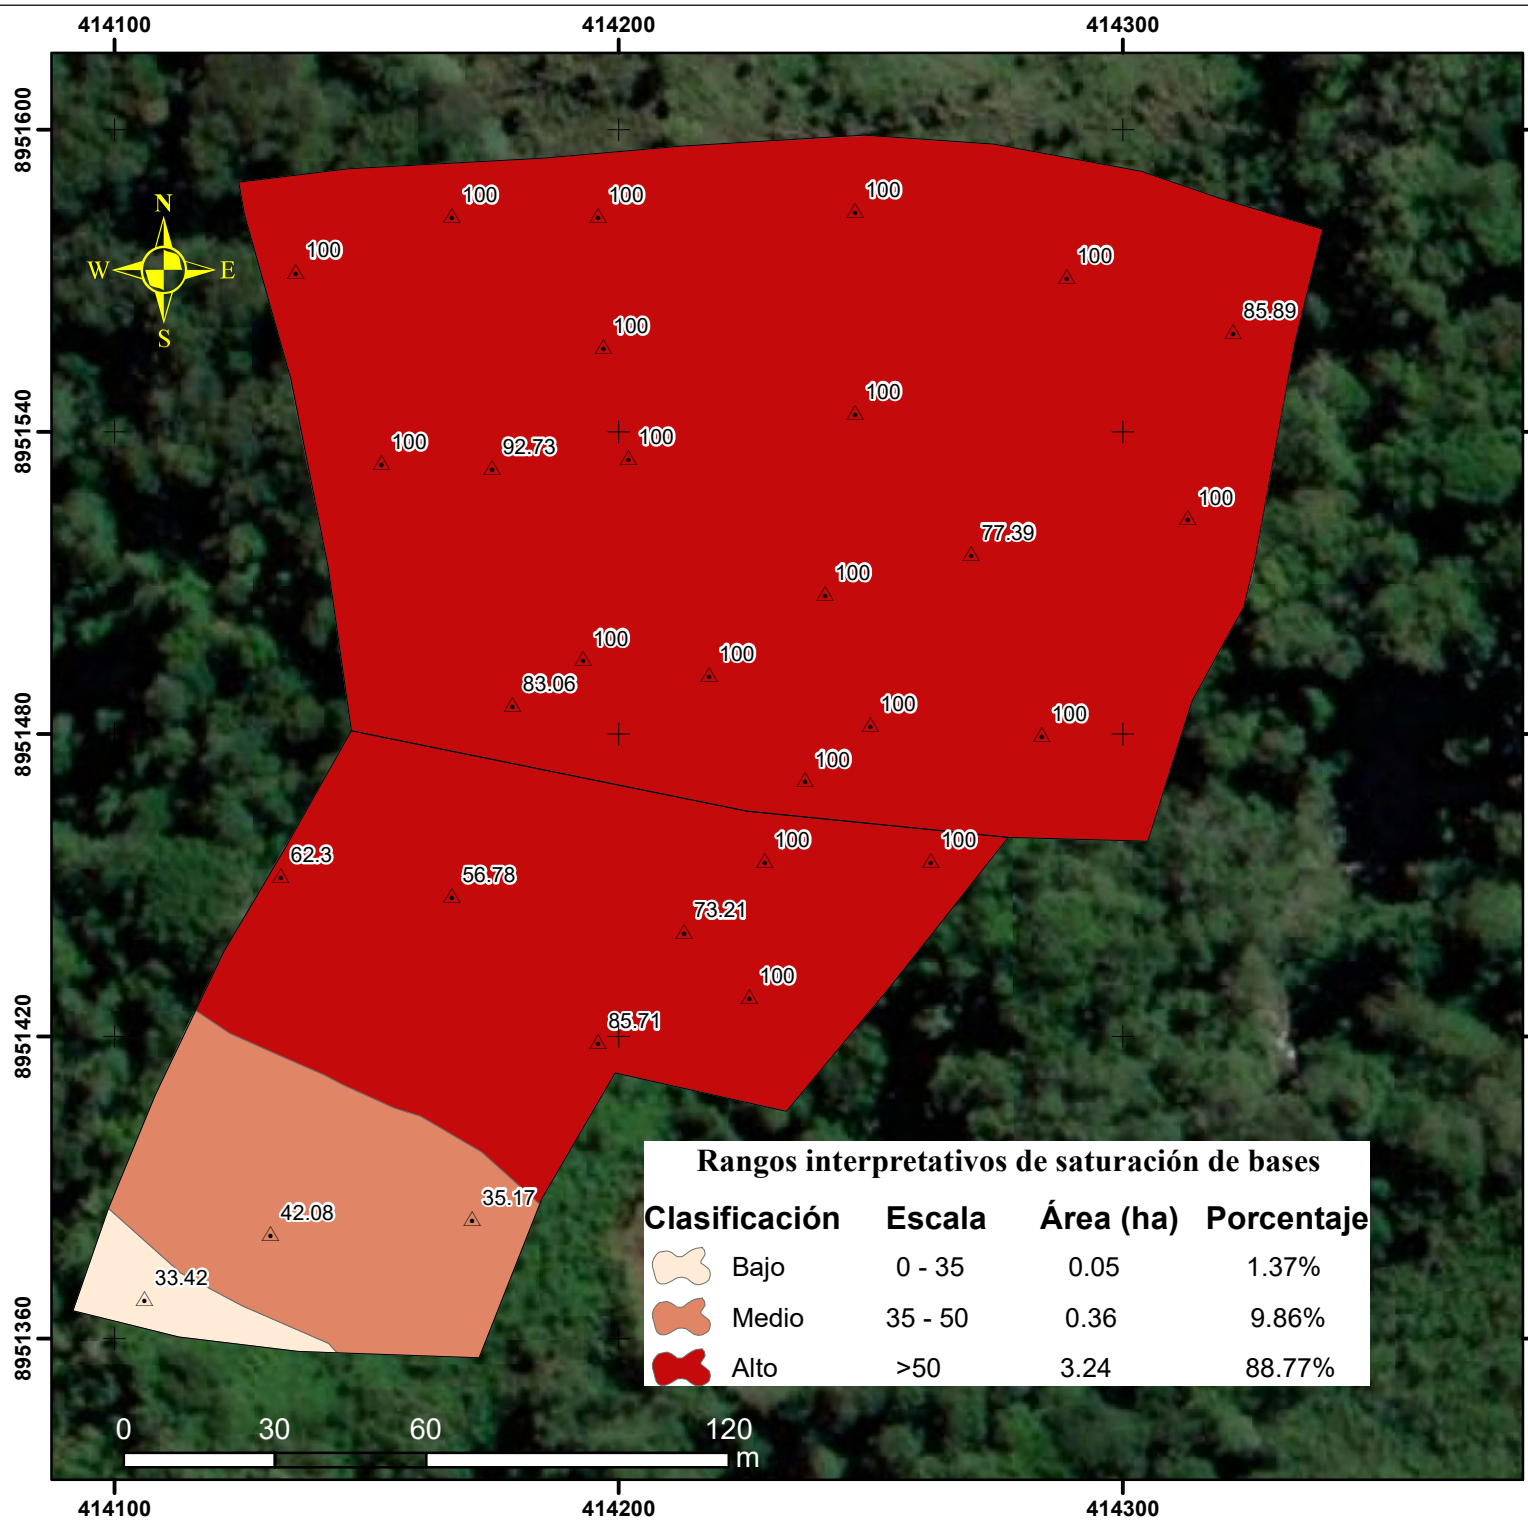 414100 414200 414300
8951600
8951540
8951480
8951420
8951360
N
W E
S
100 100 100
100 100
85.89
100
100
100 92.73 100
100
77.39
100
100 100
83.06
100 100
100
62.3 56.78 100 100
73.21
100
85.71
42.08 35.17
33.42
Rangos interpretativos de saturación de bases
Clasificación Escala Área (ha) Porcentaje
Bajo 0 - 35 0.05 1.37%
Medio 35 - 50 0.36 9.86%
Alto >50 3.24 88.77%
0 30 60 120
m
414100 414200 414300